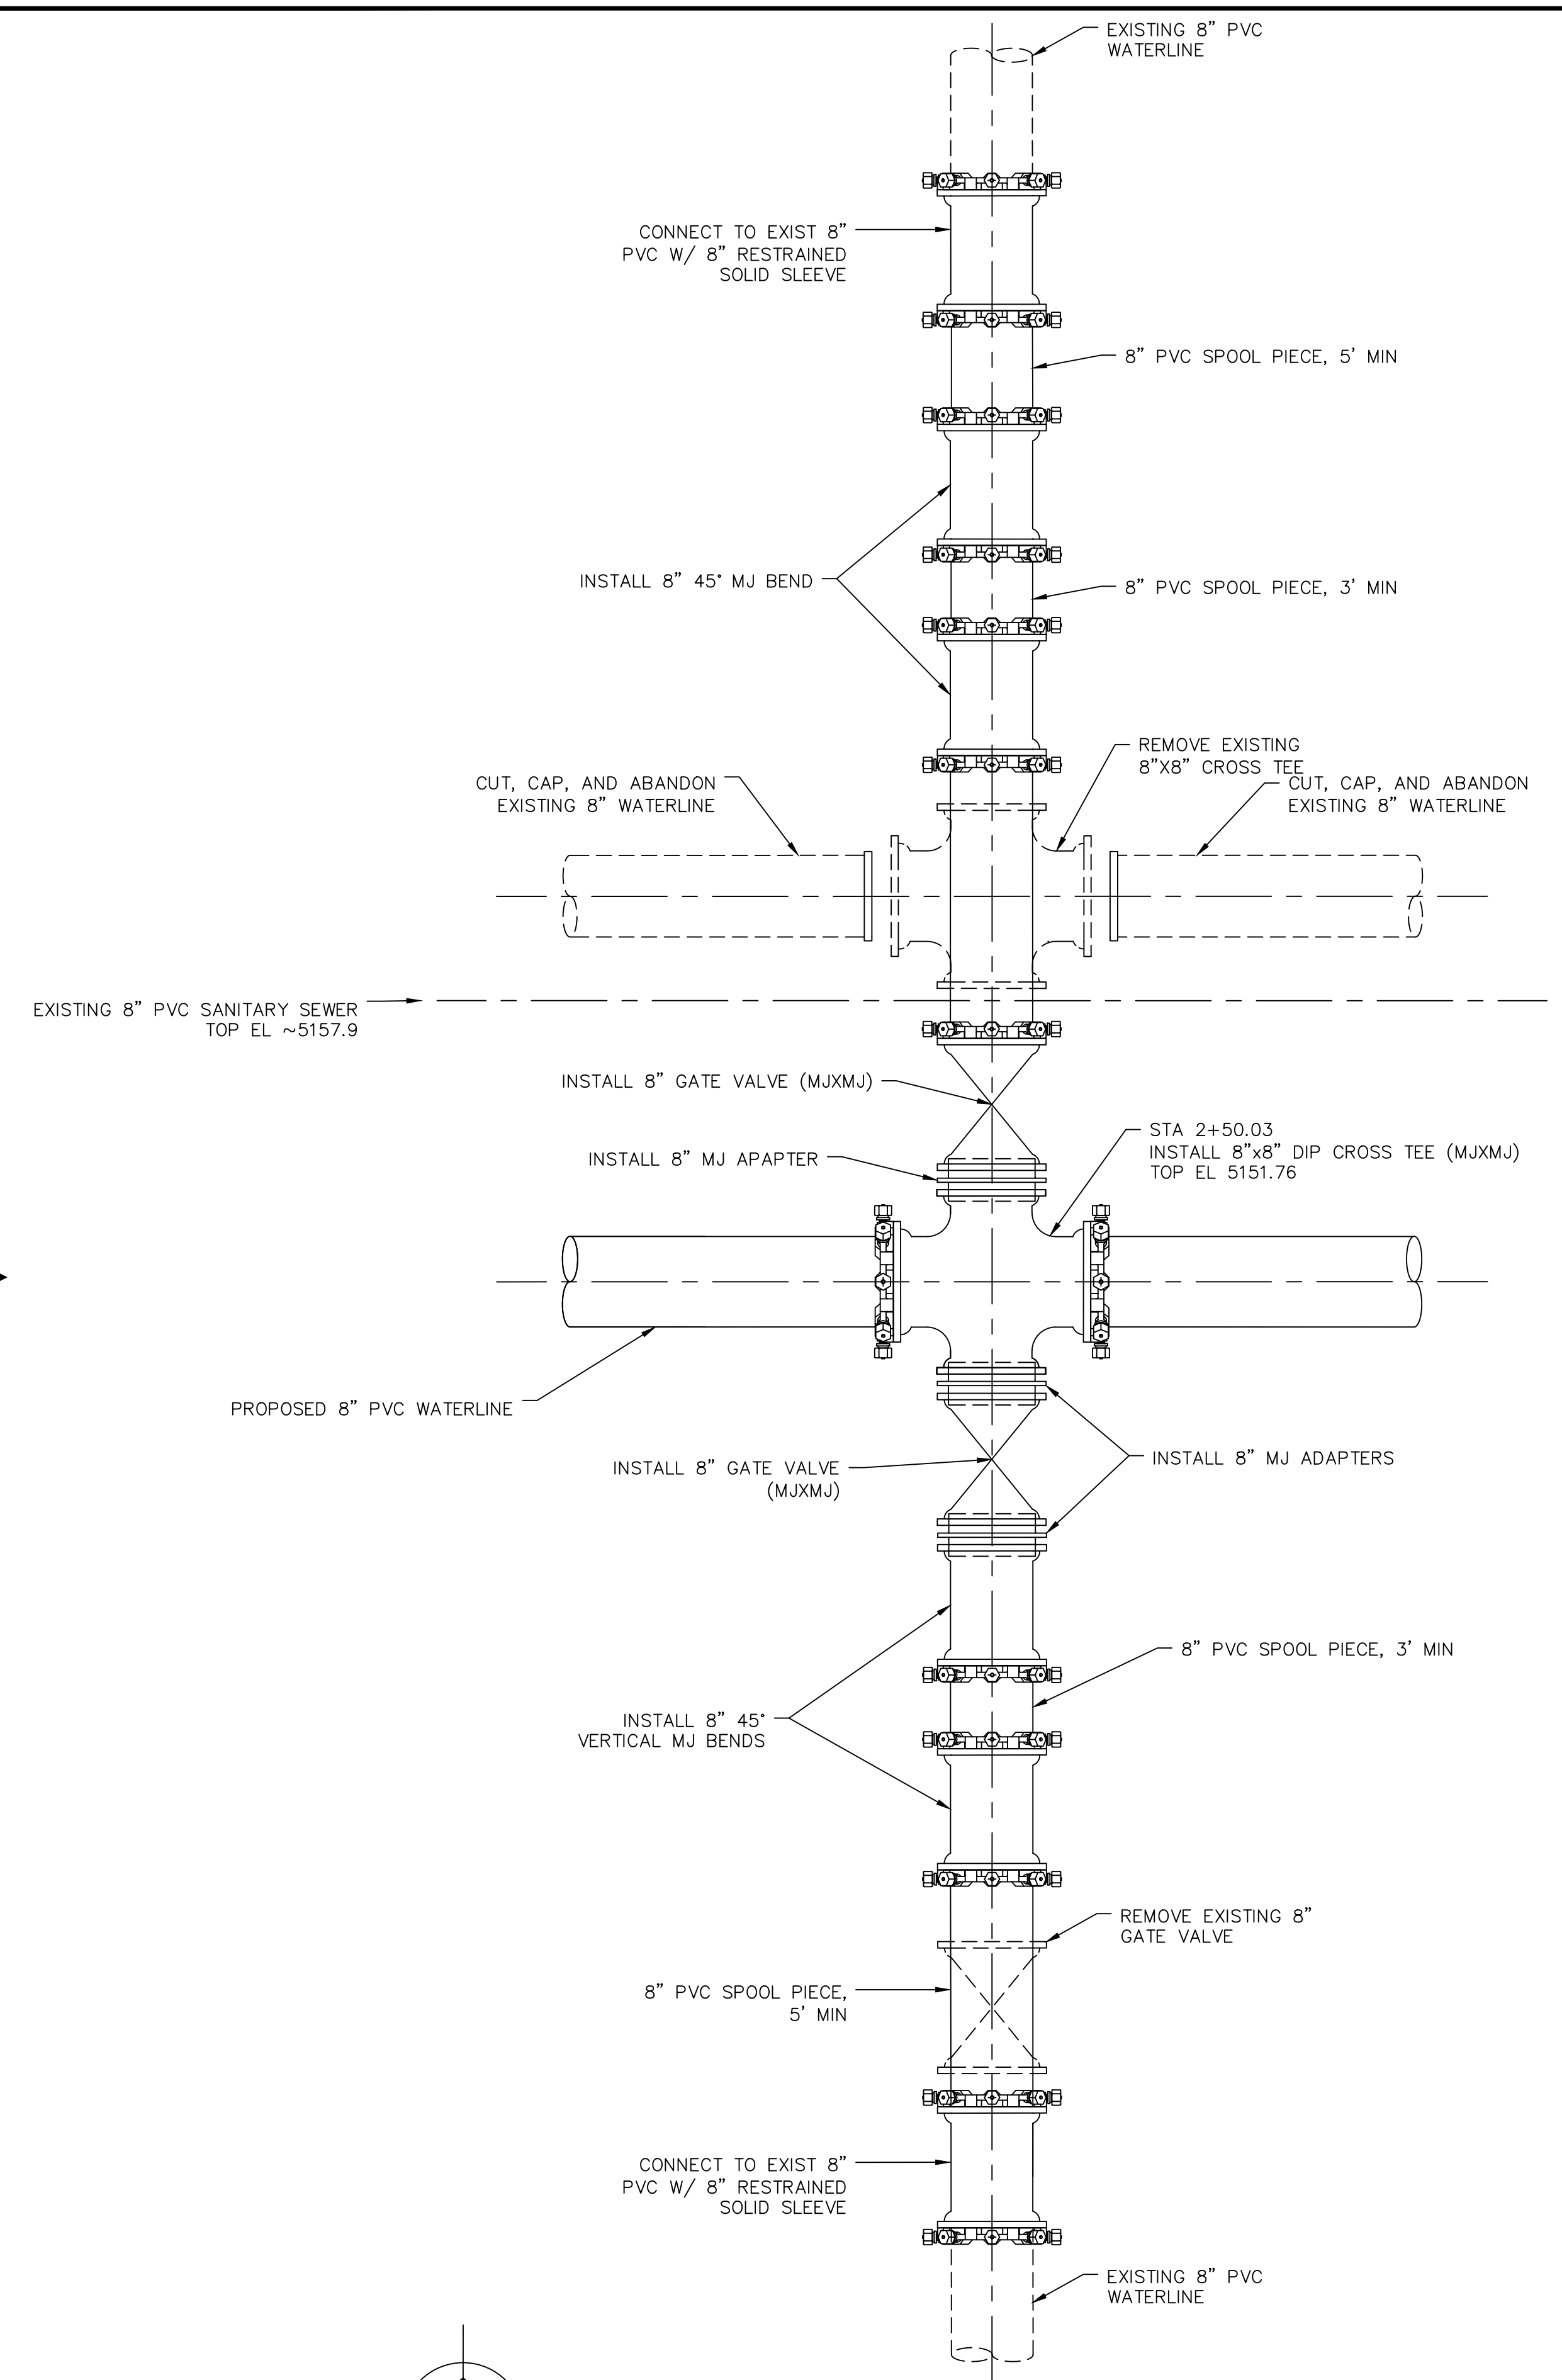 EXISTING 8" PVC
WATERLINE
CONNECT TO EXIST 8"
PVC W/ 8" RESTRAINED
SOLID SLEEVE
8" PVC SPOOL PIECE, 5' MIN
INSTALL 8" 45° MJ BEND
8" PVC SPOOL PIECE, 3' MIN
REMOVE EXISTING
8"X8" CROSS TEE
CUT, CAP, AND ABANDON
EXISTING 8" WATERLINE
CUT, CAP, AND ABANDON
EXISTING 8" WATERLINE
EXISTING 8" PVC SANITARY SEWER
TOP EL ~5157.9
INSTALL 8" GATE VALVE (MJXMJ)
STA 2+50.03
INSTALL 8"x8" DIP CROSS TEE (MJXMJ)
TOP EL 5151.76
INSTALL 8" MJ APAPTER
PROPOSED 8" PVC WATERLINE
INSTALL 8" GATE VALVE
(MJXMJ)
INSTALL 8" MJ ADAPTERS
8" PVC SPOOL PIECE, 3' MIN
INSTALL 8" 45°
VERTICAL MJ BENDS
REMOVE EXISTING 8"
GATE VALVE
8" PVC SPOOL PIECE,
5' MIN
CONNECT TO EXIST 8"
PVC W/ 8" RESTRAINED
SOLID SLEEVE
EXISTING 8" PVC
WATERLINE